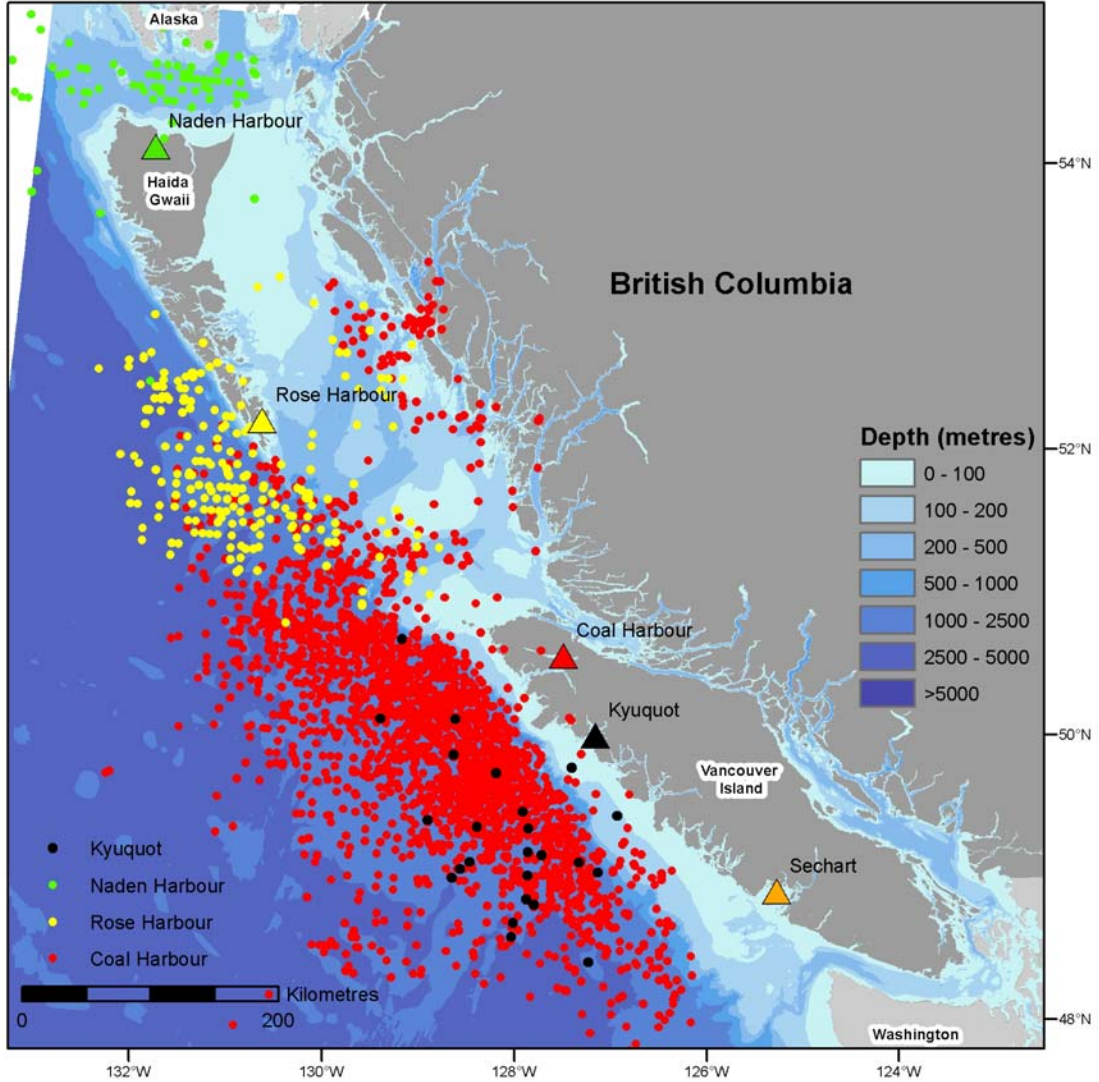 Alaska
Naden Harbour
54°N
Haida
Gwaii
British Columbia
Rose Harbour
Depth (metres)
52°N
0 - 100
100 - 200
200 - 500
500 - 1000
1000 - 2500
2500 - 5000
>5000
Coal Harbour
Kyuquot
50°N
Vancouver
Island
Kyuquot
Sechart
Naden Harbour
Rose Harbour
Coal Harbour
Kilometres
0 200
48°N
Washington
132°W 130°W 128°W 126°W 124°W